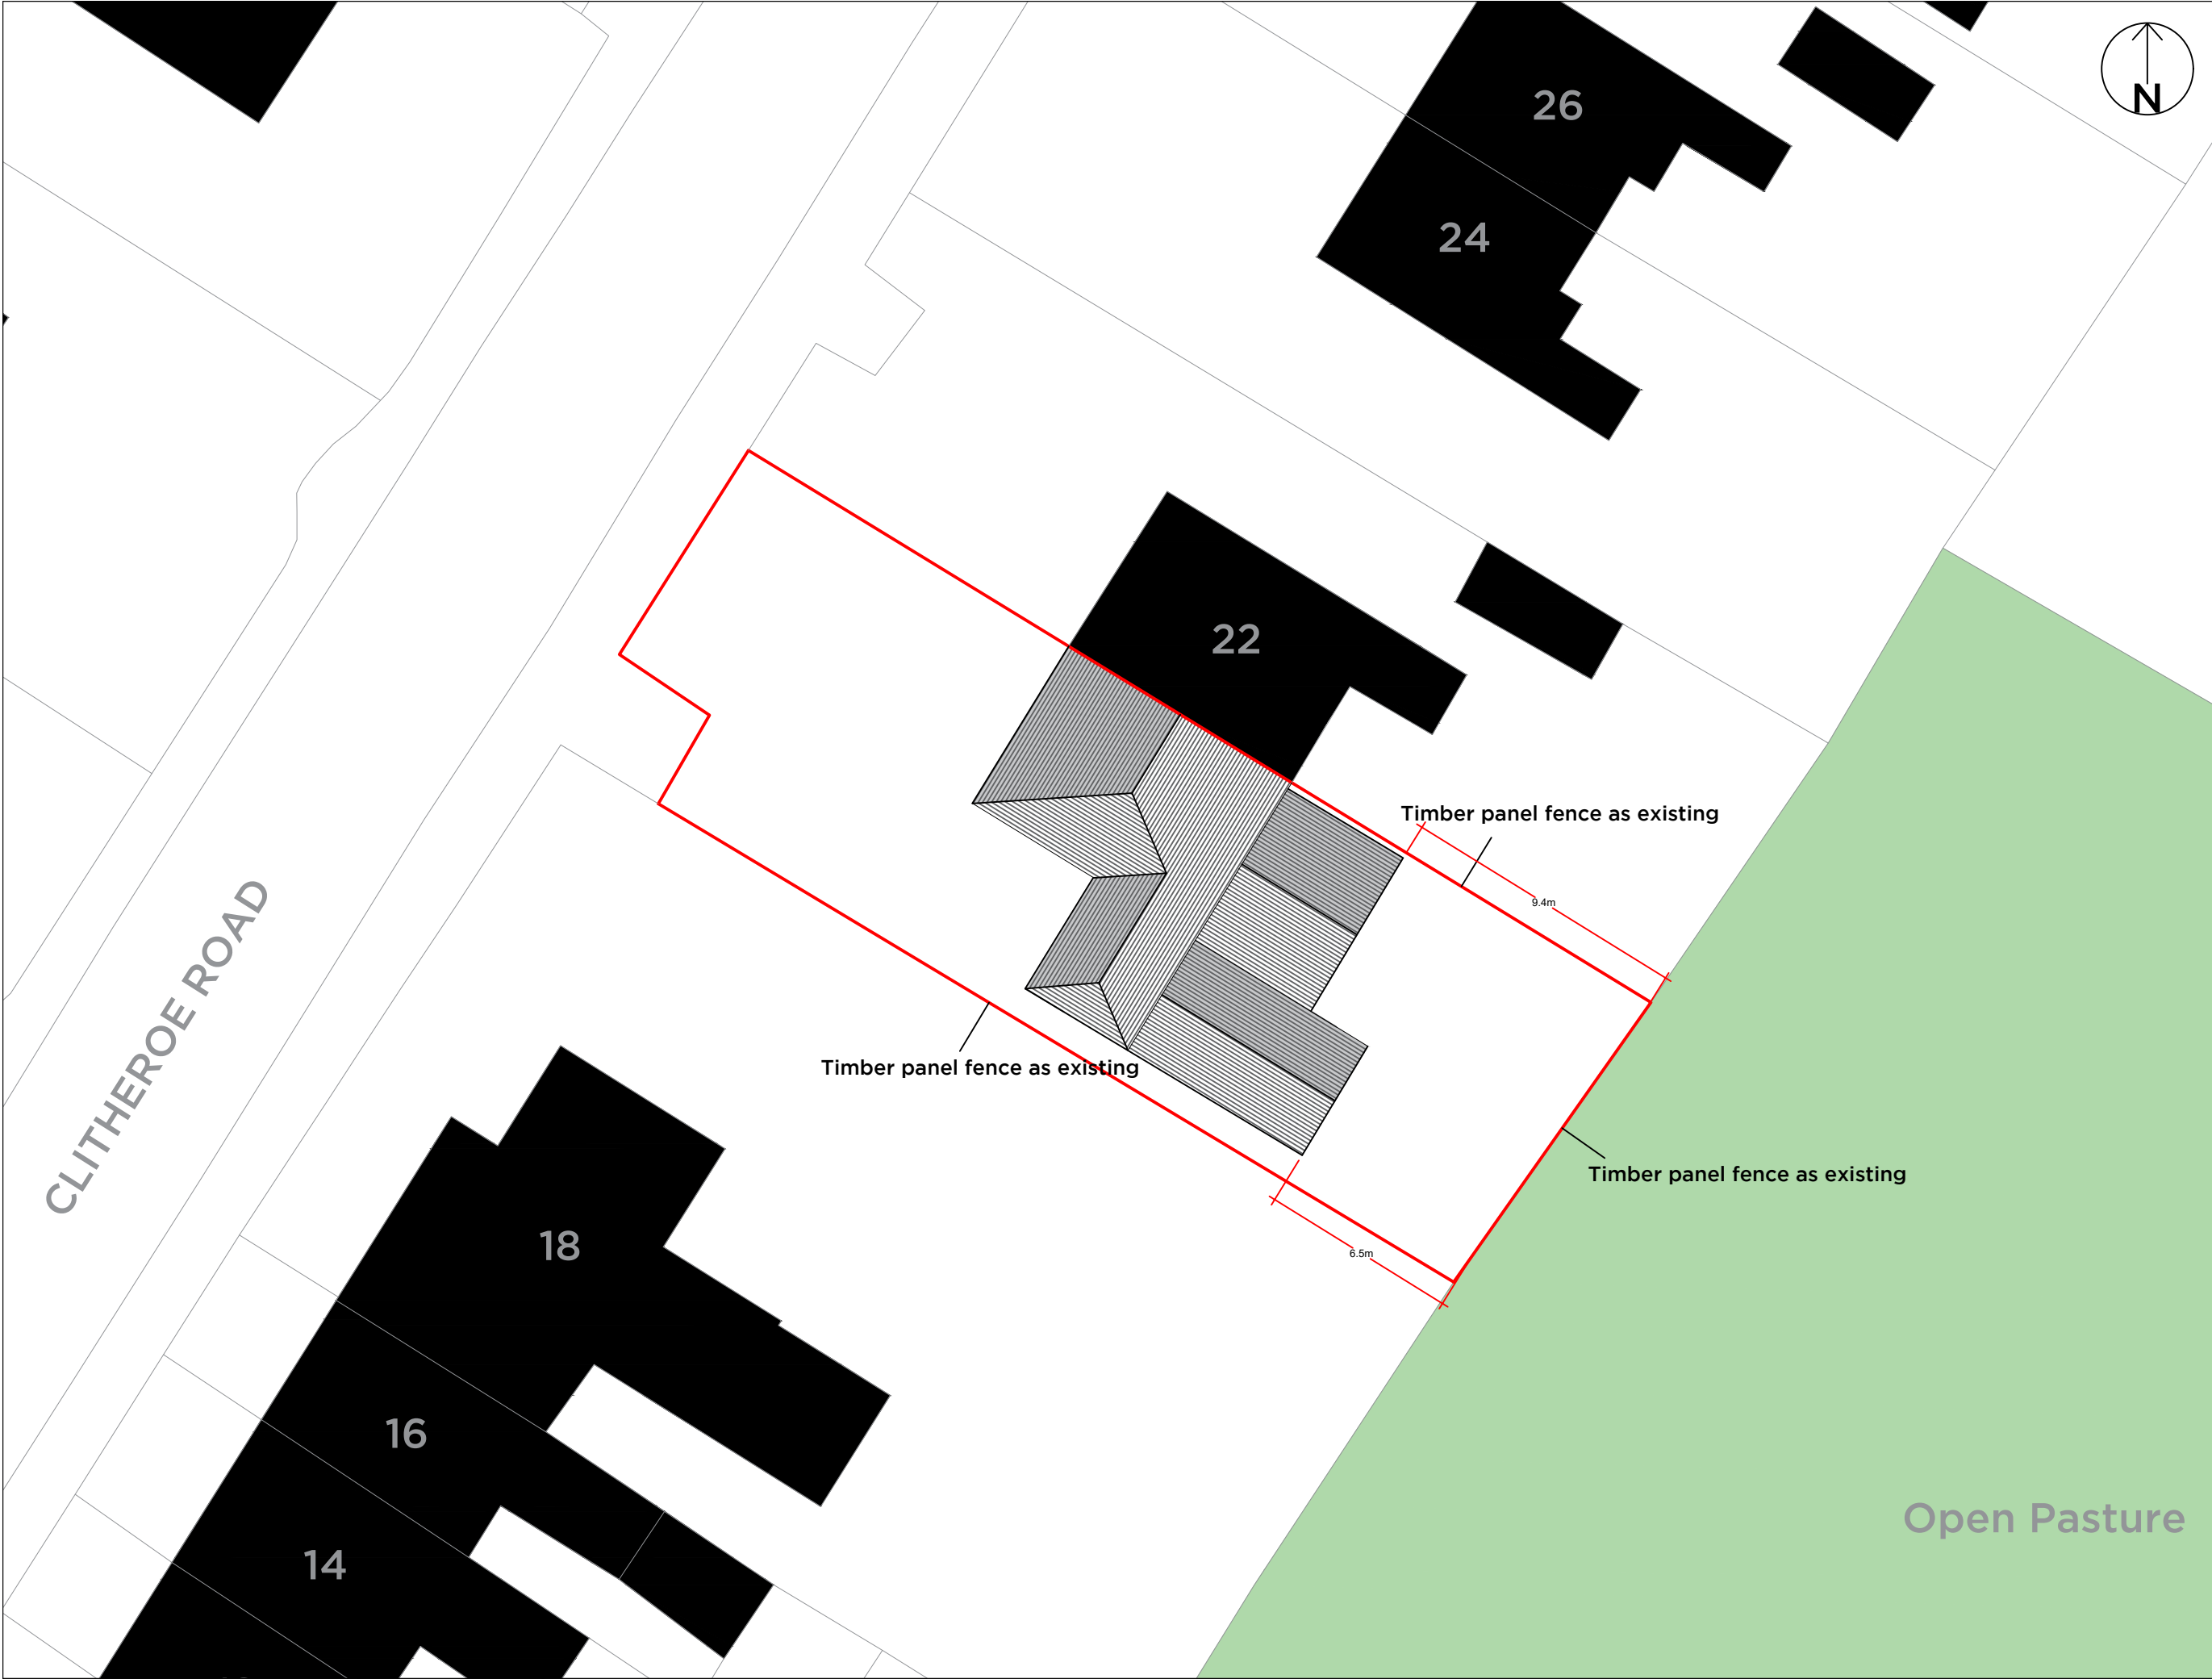 N
26
24
22
Timber panel fence as existing
9.4m
CLITHEROE ROAD
Timber panel fence as existing
Timber panel fence as existing
18
6.5m
16
Open Pasture
14